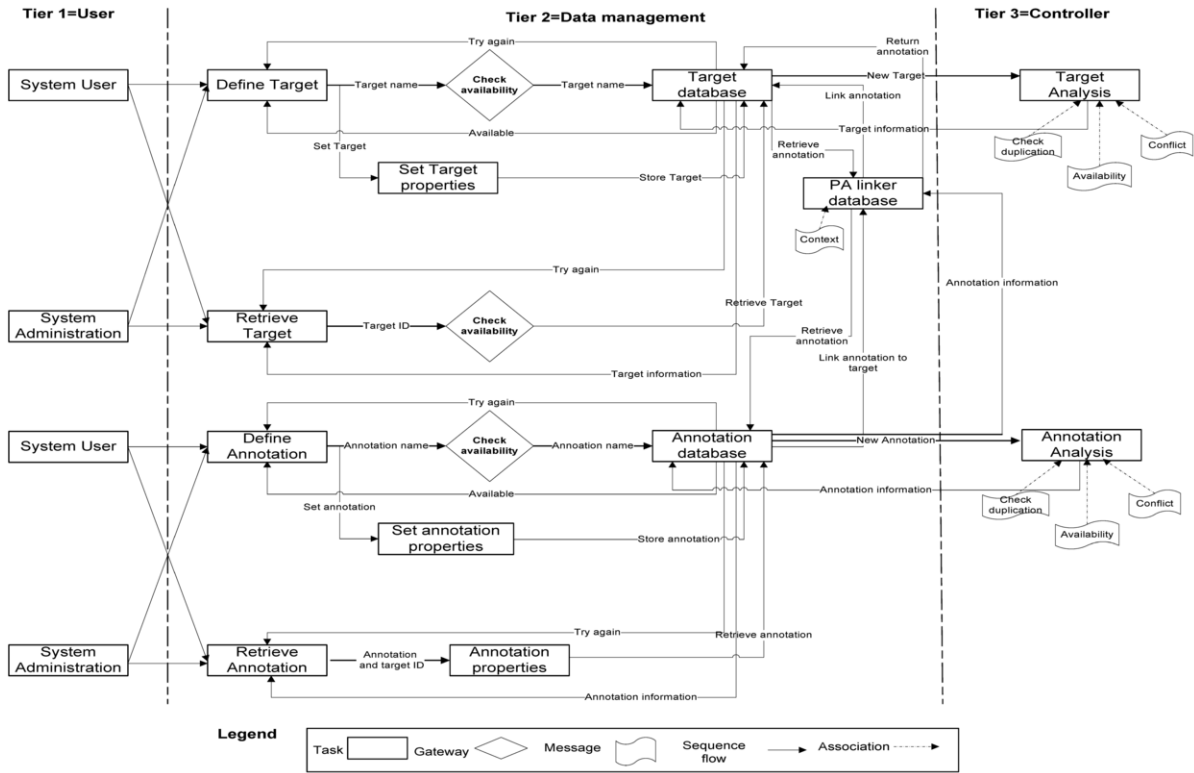 Tier 1=User
Tier 2=Data management
Tier 3=Controller
Try again
Return
annotation
System User
Define Target
Target name
Check
availability
Target name
Target
database
New Target
Target
Analysis
Link annotation
Available
Target information
Set Target
Retrieve
annotation
Check
duplication
Conflict
Availability
Set Target
properties
Store Target
PA linker
database
Context
Try again
Annotation information
Retrieve Target
System
Administration
Retrieve
Target
Target ID
Check
availability
Retrieve
annotation
Link annotation to
target
Target information
Try again
System User
Define
Annotation
Annotation name
Check
availability
Annoation name
Annotation
database
New Annotation
Annotation
Analysis
Available
Annotation information
Set annotation
Check
duplication
Conflict
Availability
Set annotation
properties
Store annotation
Try again
Retrieve annotation
System
Administration
Retrieve
Annotation
Annotation
and target ID
Annotation
properties
Annotation information
Legend
Task
Gateway
Message
Sequence
flow
Association